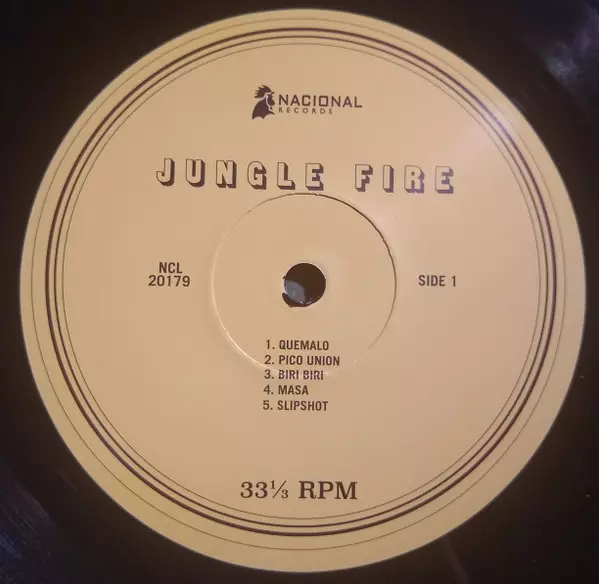 NACIONAL
RECORDS
JUNGLE FIRE
NCL
20179
SIDE 1
1. QUEMALO
2. PICO UNION
3. BIRI BIRI
4. MASA
5. SLIPSHOT
33⅓ RPM